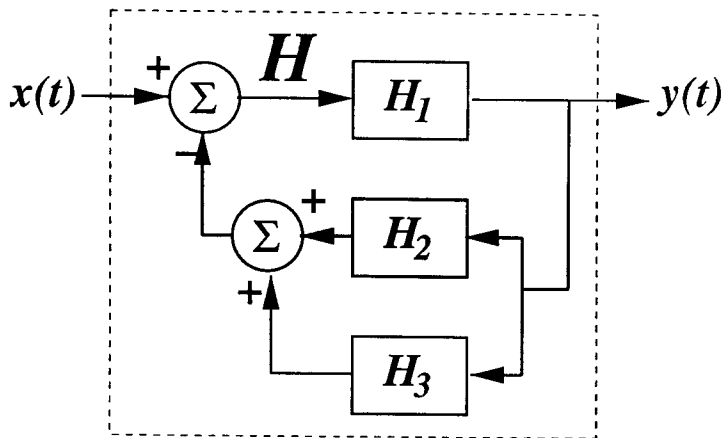 + H
x(t) Σ H₁ y(t)
−
+
Σ H₂
+
H₃